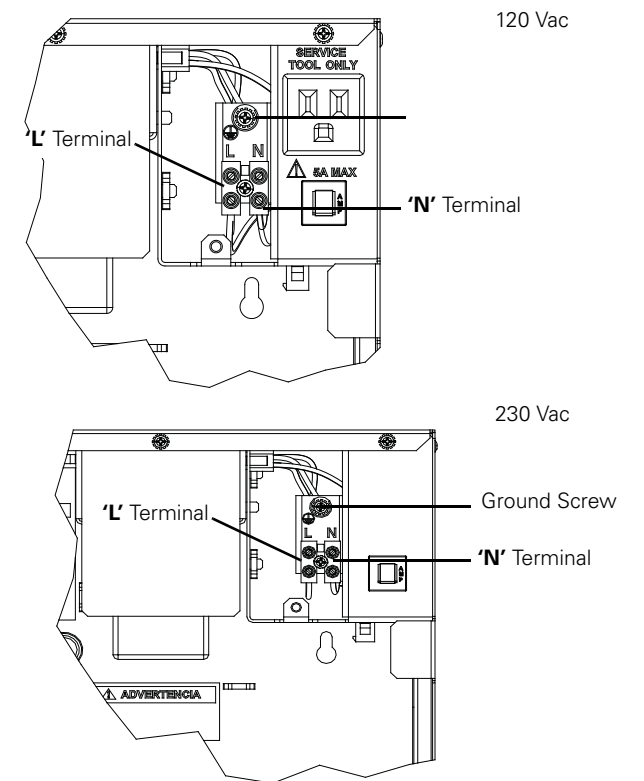 120 Vac
SERVICE
TOOL ONLY
'L' Terminal
L N
5A MAX
'N' Terminal
230 Vac
Ground Screw
'L' Terminal
L N
'N' Terminal
ADVERTENCIA